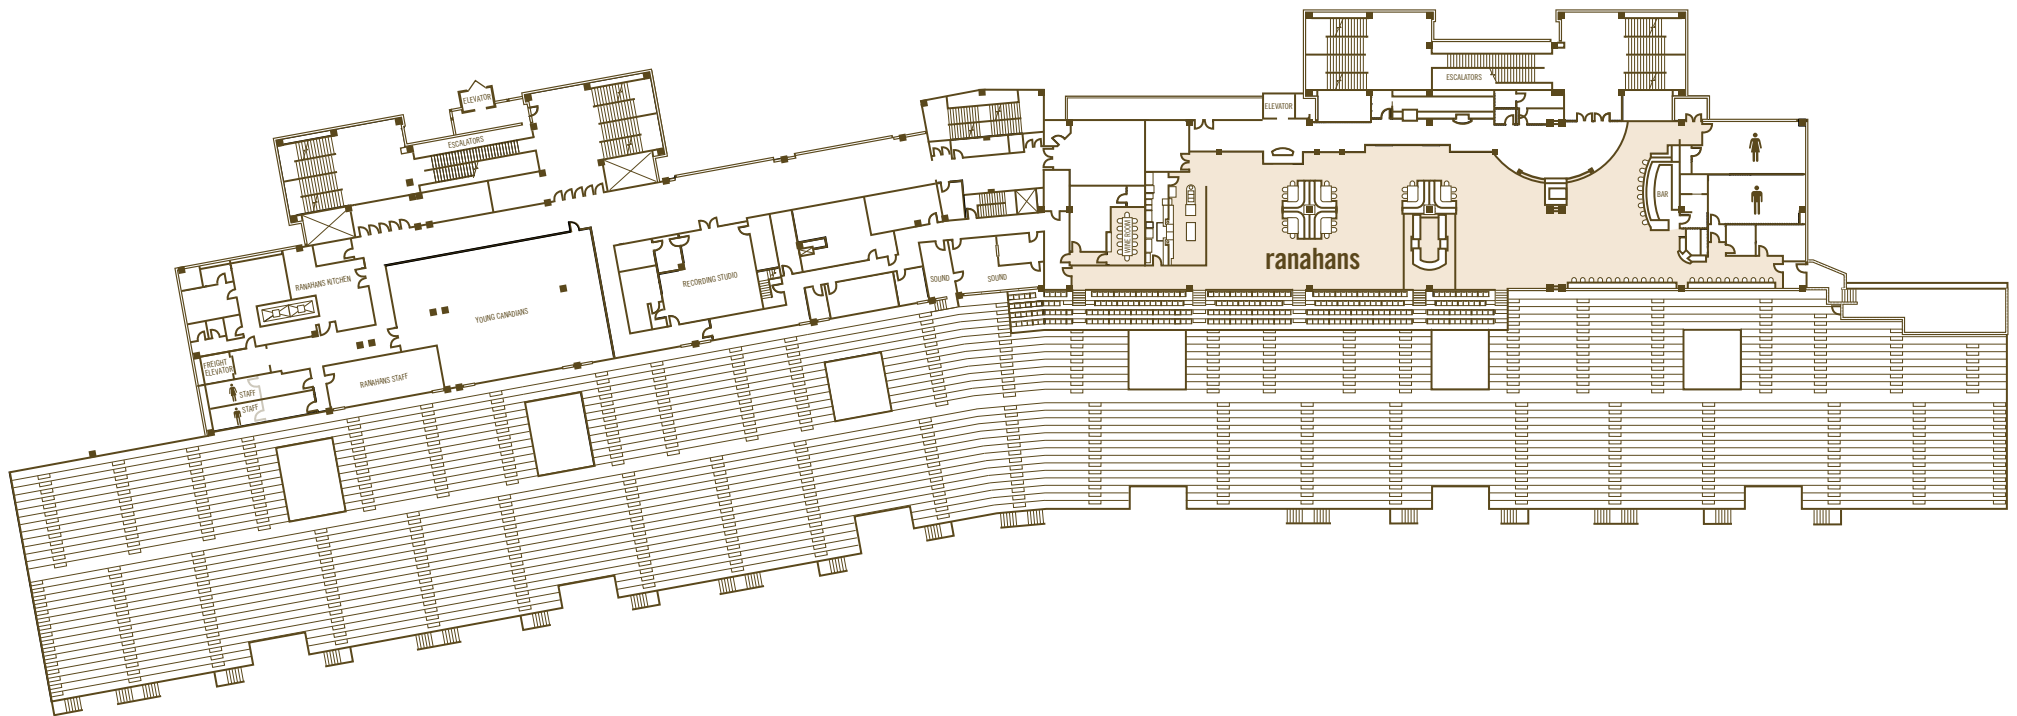 ESCALATORS
ELEVATOR
ELEVATOR
ESCALATORS
BAR
WINE ROOM
ranahans
RANAHANS KITCHEN
RECORDING STUDIO
SOUND
SOUND
YOUNG CANADIANS
FREIGHT
ELEVATOR
RANAHANS STAFF
STAFF
STAFF